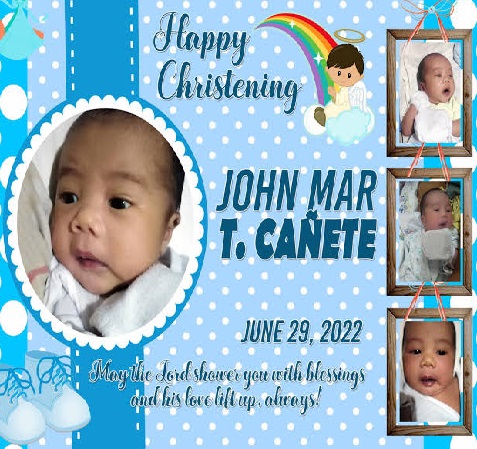 Happy
Christening
JOHN MAR
T. CAÑETE
JUNE 29, 2022
May the Lord shower you with blessings
and his love lift up, always!